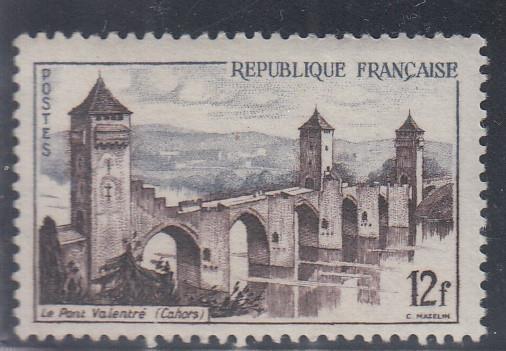 REPUBLIQUE FRANÇAISE
POSTES
12f
Le Pont Valentré (Cahors)
C. MAZELIN